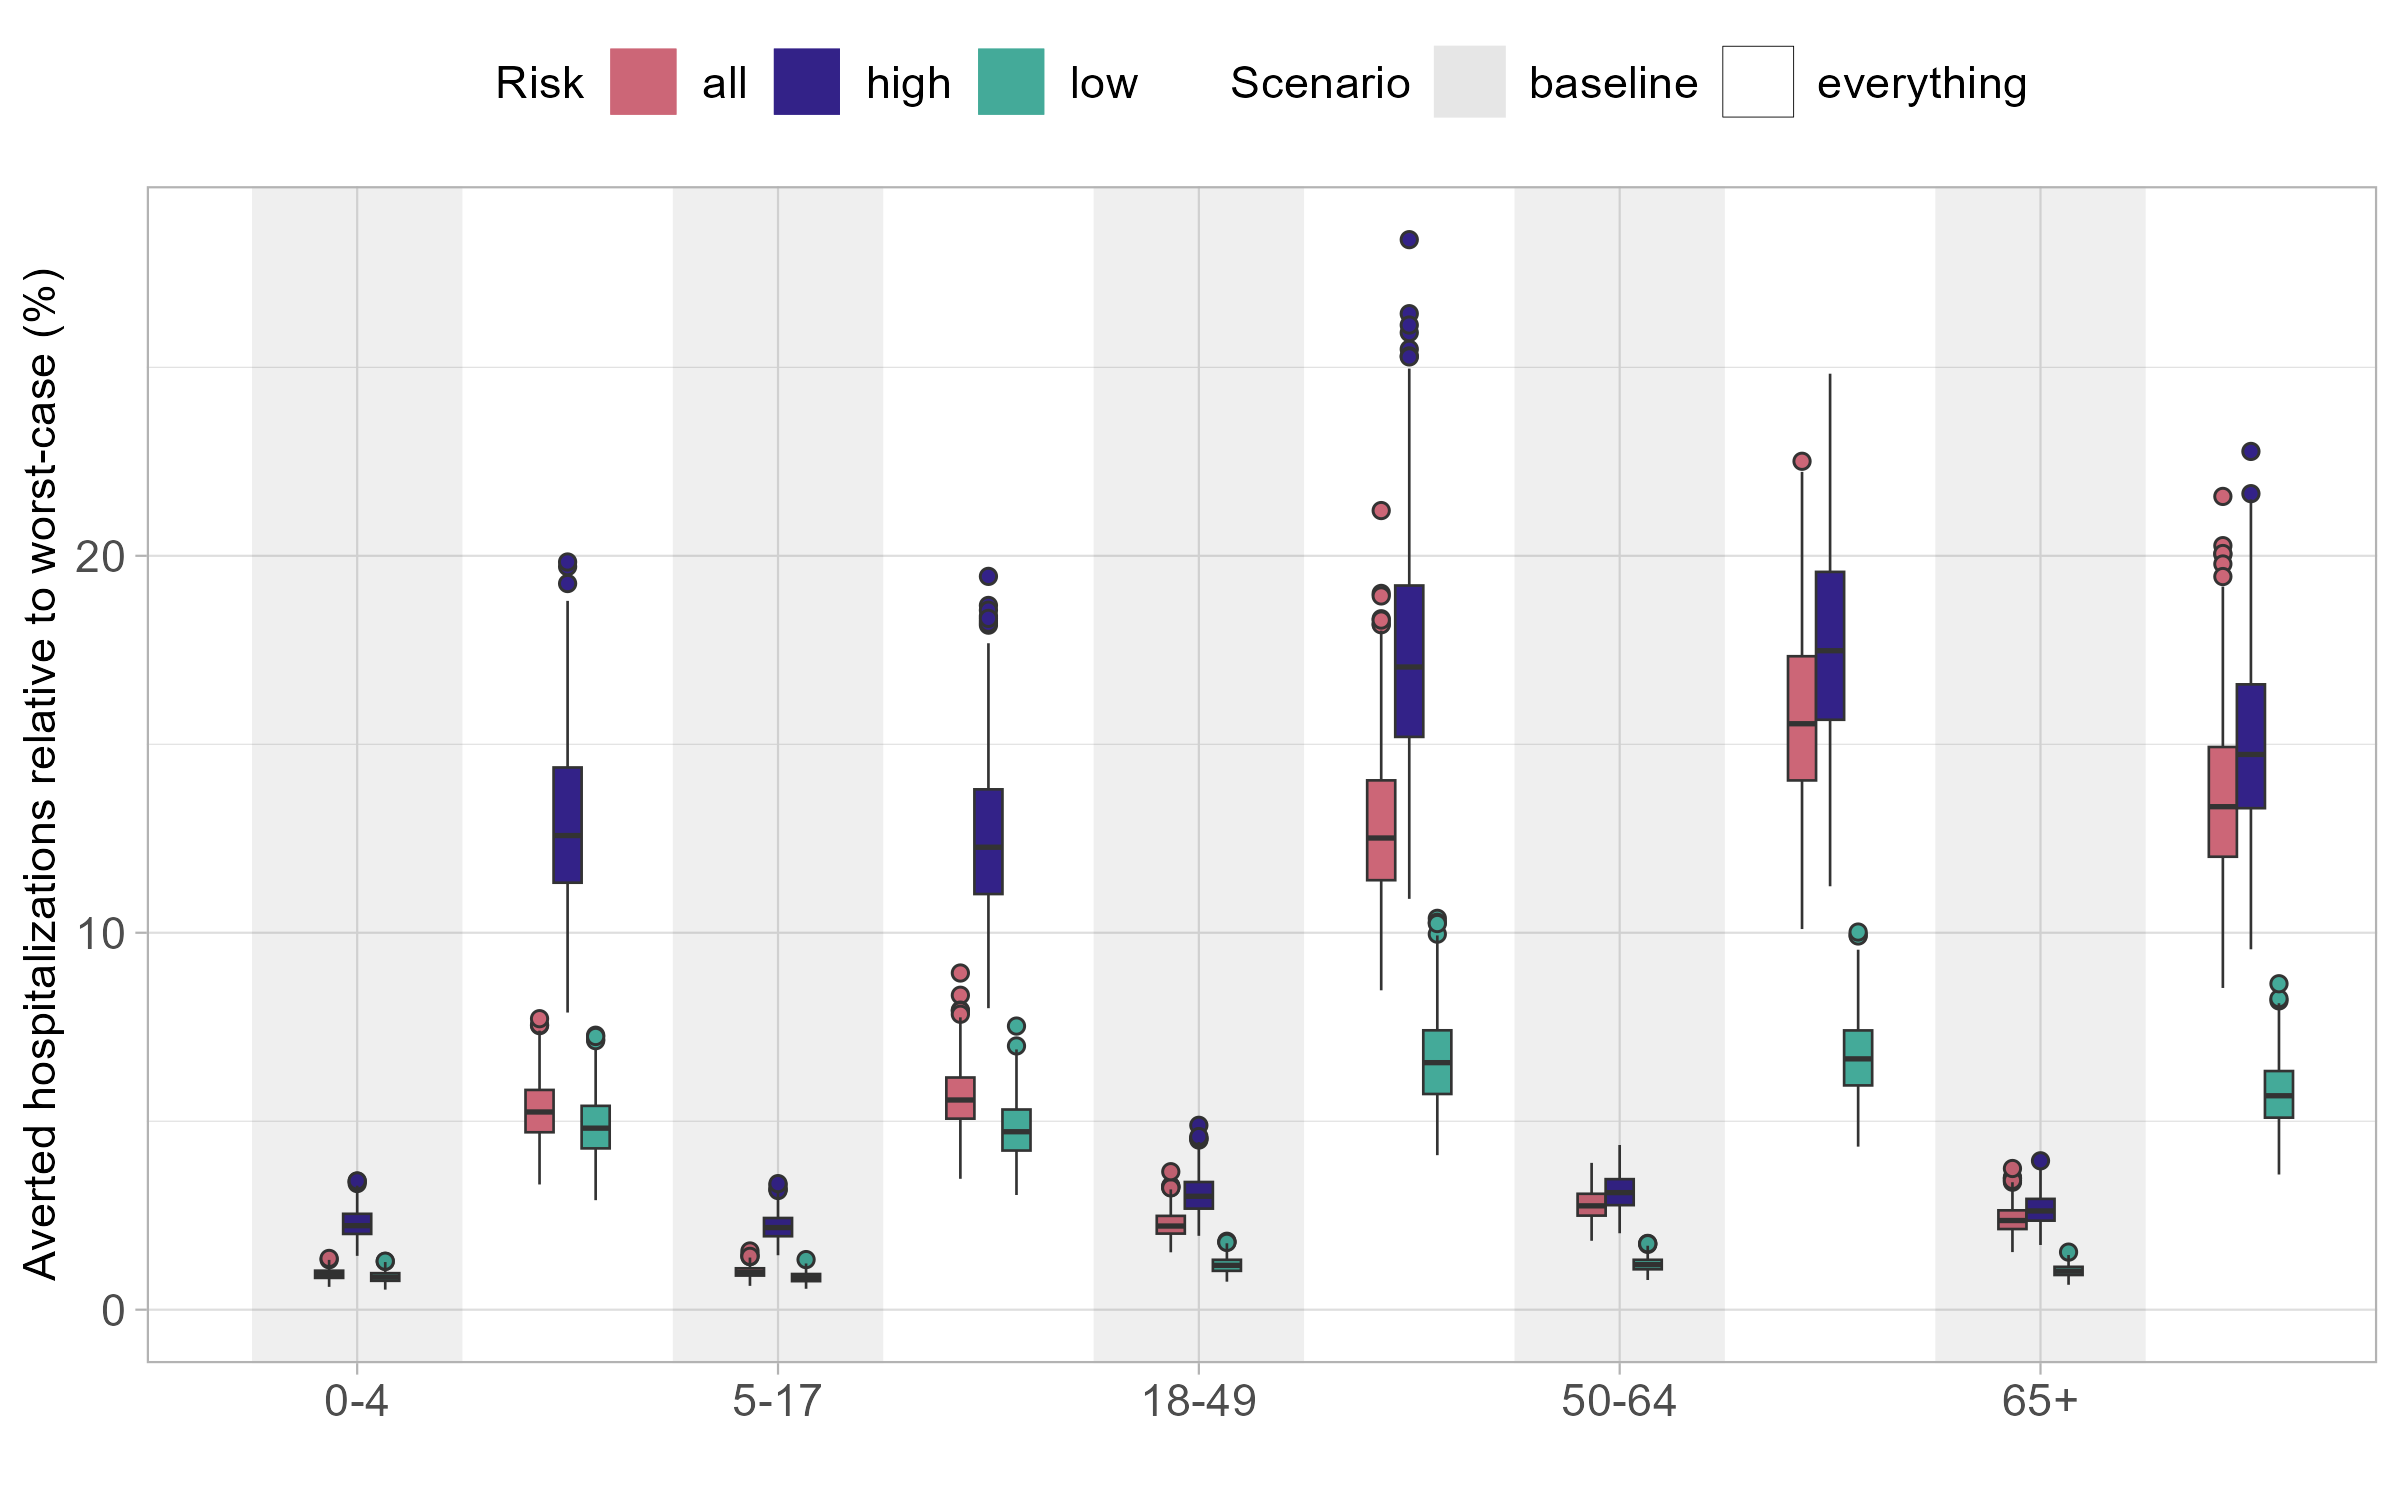 Risk all high low Scenario baseline everything
Averted hospitalizations relative to worst-case (%)
20
10
0
0-4 5-17 18-49 50-64 65+